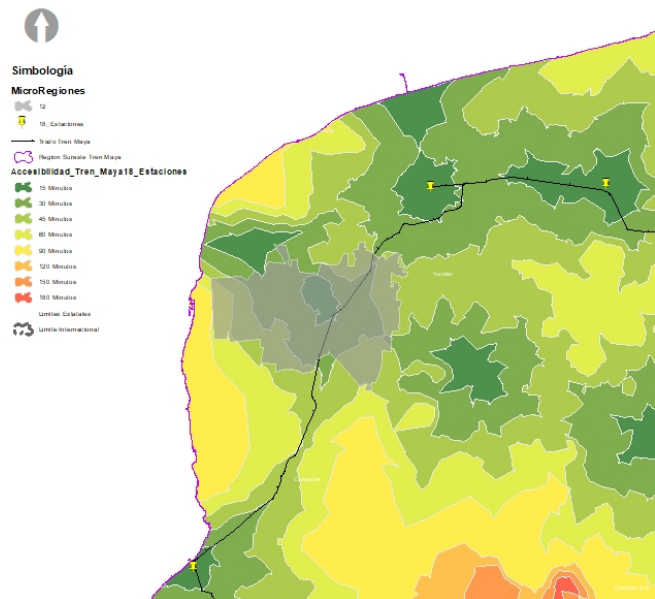 Simbología
MicroRegiones
12
18_Estaciones
Trazo Tren Maya
Region Sureste Tren Maya
Accesibilidad_Tren_Maya18_Estaciones
15 Minutos
30 Minutos
45 Minutos
60 Minutos
90 Minutos
120 Minutos
150 Minutos
180 Minutos
Limites Estatales
Limite Internacional
Yucatán
Campeche